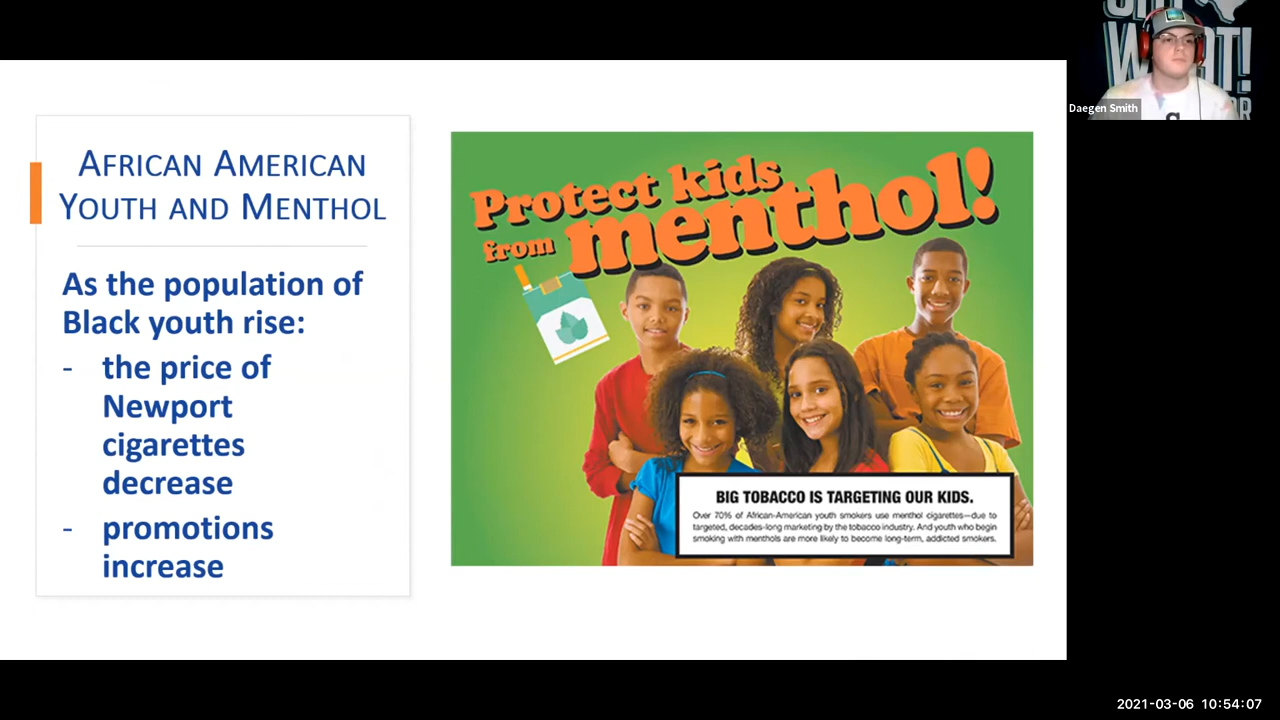 AFRICAN AMERICAN
YOUTH AND MENTHOL
As the population of
Black youth rise:
- the price of
Newport
cigarettes
decrease
- promotions
increase
Protect kids
from menthol!
BIG TOBACCO IS TARGETING OUR KIDS.
Over 70% of African-American youth smokers use menthol cigarettes—due to
targeted, decades-long marketing by the tobacco industry. And youth who begin
smoking with menthols are more likely to become long-term, addicted smokers.
Daegen Smith
2021-03-06 10:54:07